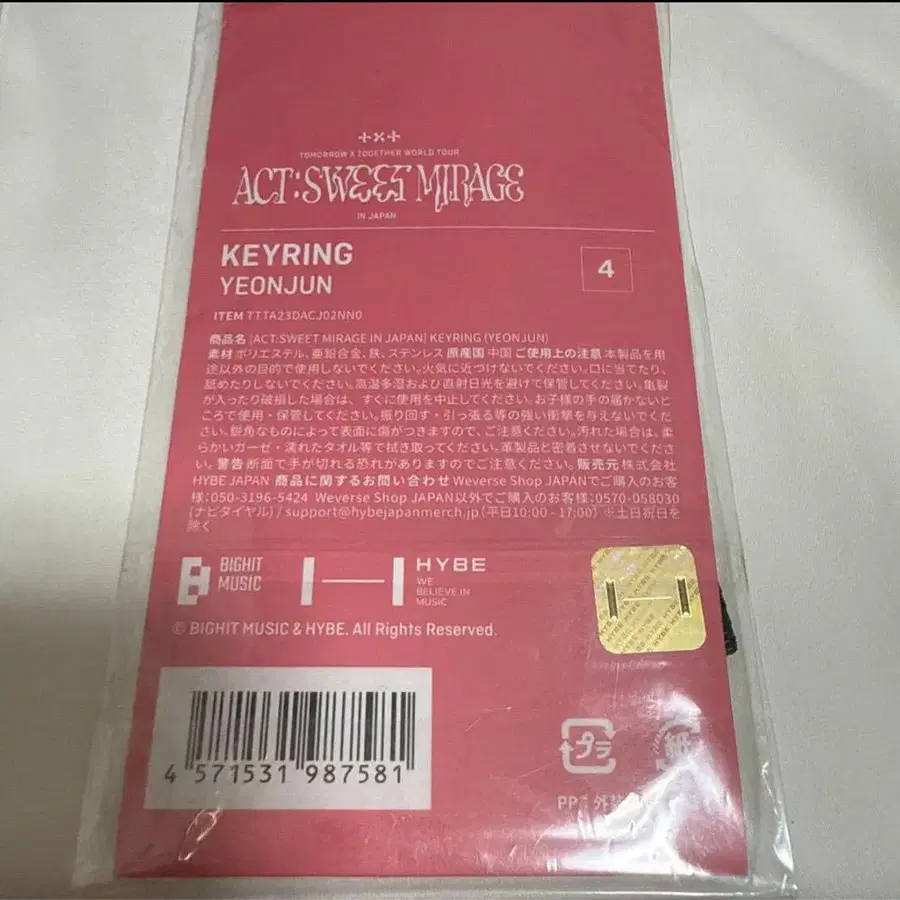 TOMORROW X TOGETHER WORLD TOUR
ACT:SWEET MIRAGE
IN JAPAN
KEYRING
YEONJUN
4
ITEM TTTA23DACJ02NN0
商品名 [ACT:SWEET MIRAGE IN JAPAN] KEYRING (YEONJUN)
素材 ポリエステル、亜鉛合金、鉄、ステンレス 原産国 中国 ご使用上の注意 本製品を用
途以外の目的で使用しないでください。火気に近づけないでください。口に当てたり、
舐めたりしないでください。高温多湿および直射日光を避けて保管してください。亀裂
が入ったり破損した場合は、すぐに使用を中止してください。お子様の手の届かないと
ころで使用・保管してください。振り回す・引っ張る等の強い衝撃を与えないでくださ
い。鋭角なものによって表面に傷がつきますので、ご注意ください。汚れた場合は、柔
らかいガーゼ・濡れたタオル等で拭き取ってください。革製品と密着させないでくださ
い。警告 断面で手が切れる恐れがありますのでご注意ください。販売元 株式会社
HYBE JAPAN 商品に関するお問い合わせ Weverse Shop JAPANでご購入のお客
様：050-3196-5424 Weverse Shop JAPAN以外でご購入のお客様：0570-058030
(ナビダイヤル) / support@hybejapanmerch.jp (平日10:00 - 17:00) ※土日祝日を
除く
BIGHIT
MUSIC
HYBE
WE
BELIEVE IN
MUSIC
© BIGHIT MUSIC & HYBE. All Rights Reserved.
4 571531 987581
プラ
紙
PP: 外装